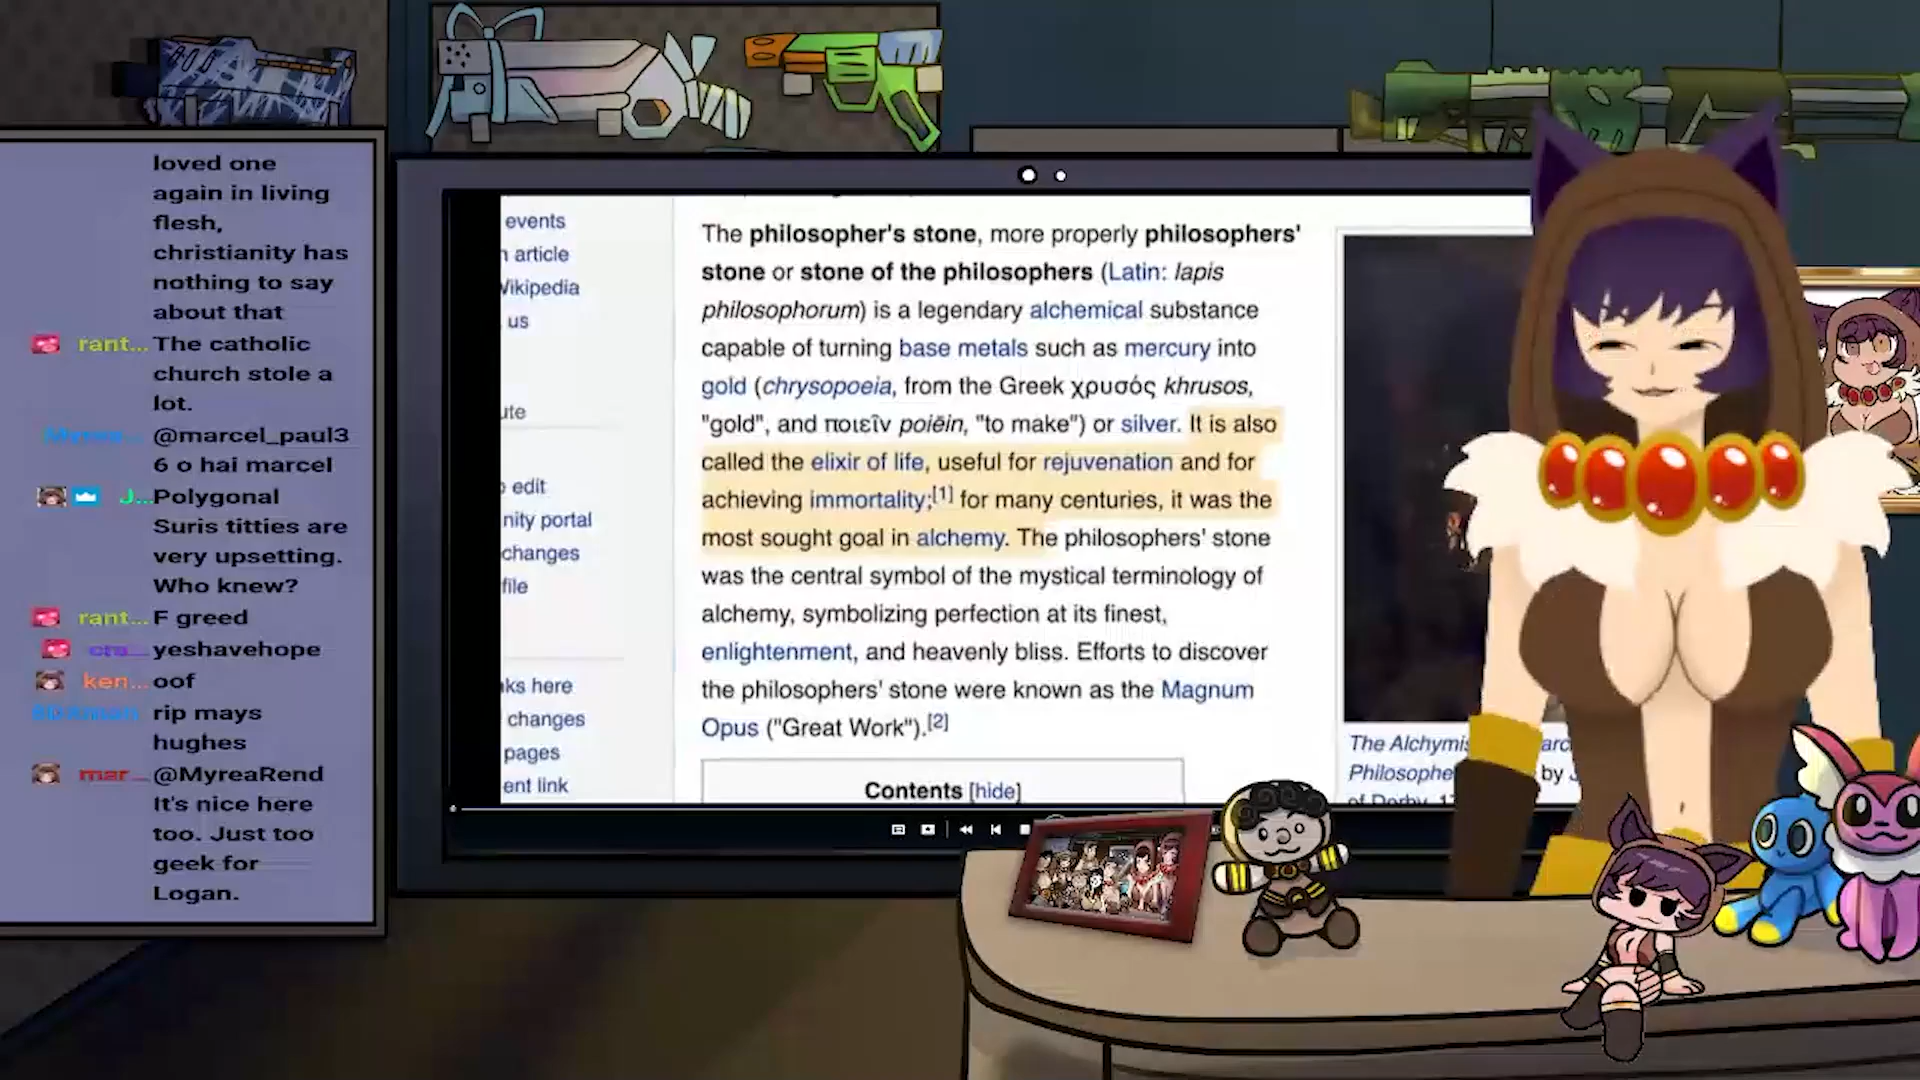 loved one
again in living
flesh,
christianity has
nothing to say
about that
rant... The catholic
church stole a
lot.
Myrea... @marcel_paul3
6 o hai marcel
J... Polygonal
Suris titties are
very upsetting.
Who knew?
rant... F greed
cra... yeshavehope
ken... oof
rip mays
hughes
mar... @MyreaRend
It's nice here
too. Just too
geek for
Logan.
events
article
Wikipedia
us
ute
edit
nity portal
changes
file
ks here
changes
pages
ent link
The philosopher's stone, more properly philosophers'
stone or stone of the philosophers (Latin: lapis
philosophorum) is a legendary alchemical substance
capable of turning base metals such as mercury into
gold (chrysopoeia, from the Greek χρυσός khrusos,
"gold", and ποιεῖν poiēin, "to make") or silver. It is also
called the elixir of life, useful for rejuvenation and for
achieving immortality;[1] for many centuries, it was the
most sought goal in alchemy. The philosophers' stone
was the central symbol of the mystical terminology of
alchemy, symbolizing perfection at its finest,
enlightenment, and heavenly bliss. Efforts to discover
the philosophers' stone were known as the Magnum
Opus ("Great Work").[2]
Contents [hide]
The Alchymis
Philosophe by J
of Derby, 17